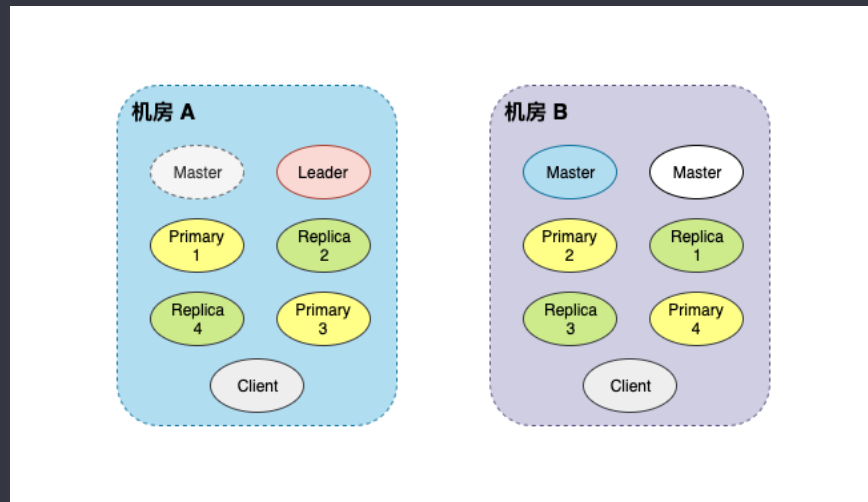 机房 A
Master
Leader
Primary
1
Replica
2
Replica
4
Primary
3
Client
机房 B
Master
Master
Primary
2
Replica
1
Replica
3
Primary
4
Client